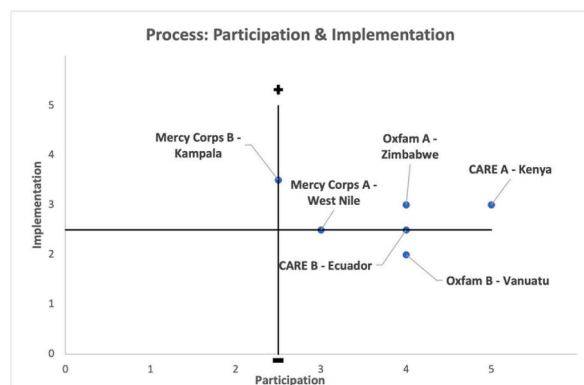 Process: Participation & Implementation
+
5
Mercy Corps B -
Kampala
Oxfam A -
Zimbabwe
CARE A - Kenya
4
Mercy Corps A -
West Nile
3
Implementation
2
CARE B - Ecuador
Oxfam B - Vanuatu
1
0
-
0
1
2
3
4
5
Participation